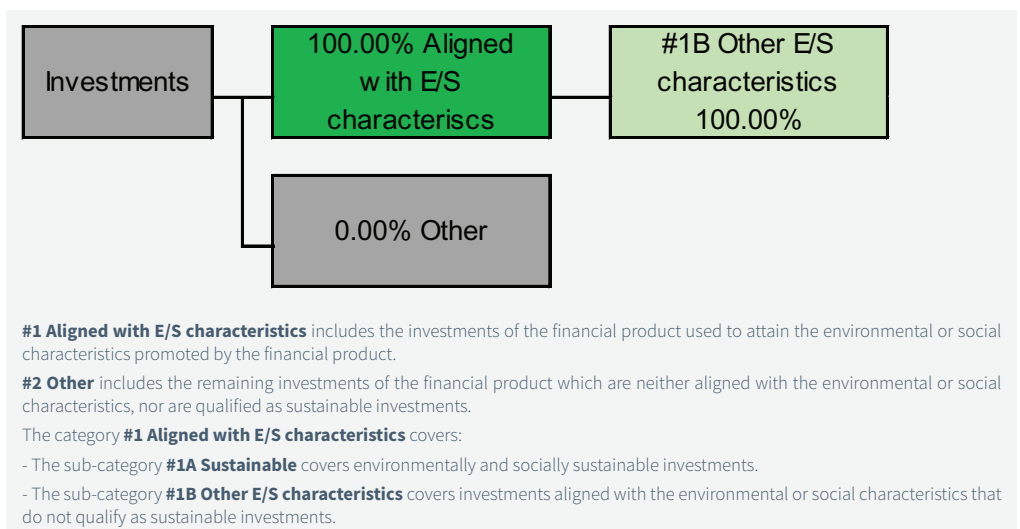 Investments
100.00% Aligned
w ith E/S
characteriscs
#1B Other E/S
characteristics
100.00%
0.00% Other
#1 Aligned with E/S characteristics includes the investments of the financial product used to attain the environmental or social
characteristics promoted by the financial product.
#2 Other includes the remaining investments of the financial product which are neither aligned with the environmental or social
characteristics, nor are qualified as sustainable investments.
The category #1 Aligned with E/S characteristics covers:
- The sub-category #1A Sustainable covers environmentally and socially sustainable investments.
- The sub-category #1B Other E/S characteristics covers investments aligned with the environmental or social characteristics that
do not qualify as sustainable investments.